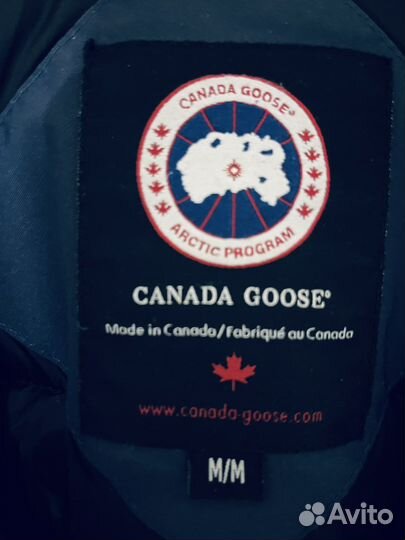 CANADA GOOSE®
ARCTIC PROGRAM
CANADA GOOSE®
Made in Canada/Fabriqué au Canada
www.canada-goose.com
M/M
Avito